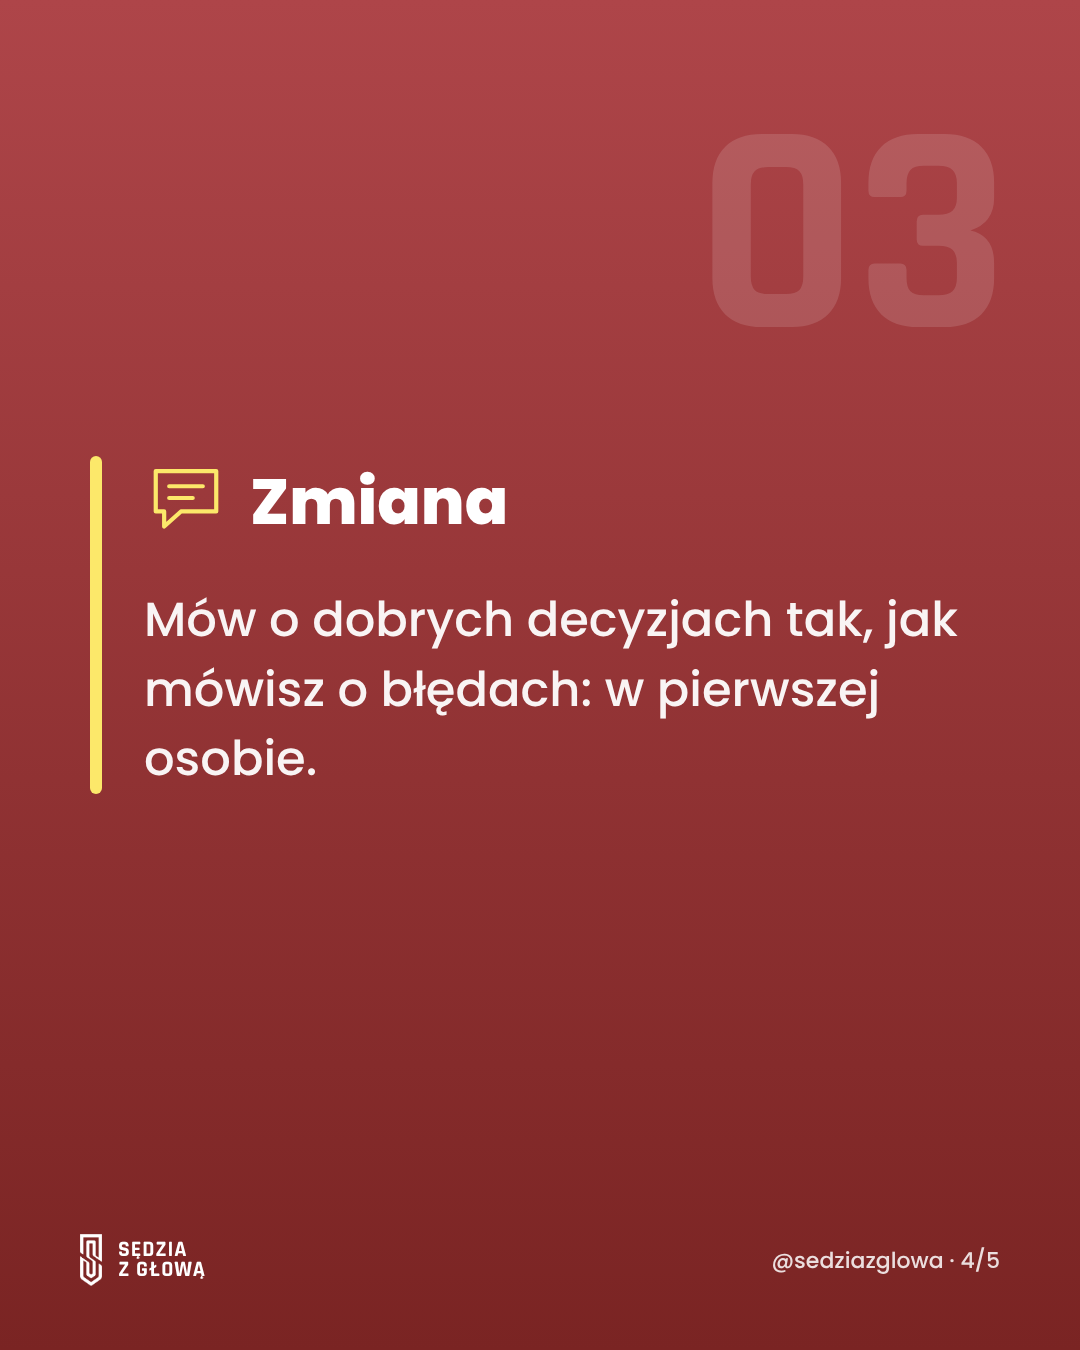 03
Zmiana
Mów o dobrych decyzjach tak, jak
mówisz o błędach: w pierwszej
osobie.
SĘDZIA
Z GŁOWĄ
@sedziazglowa · 4/5